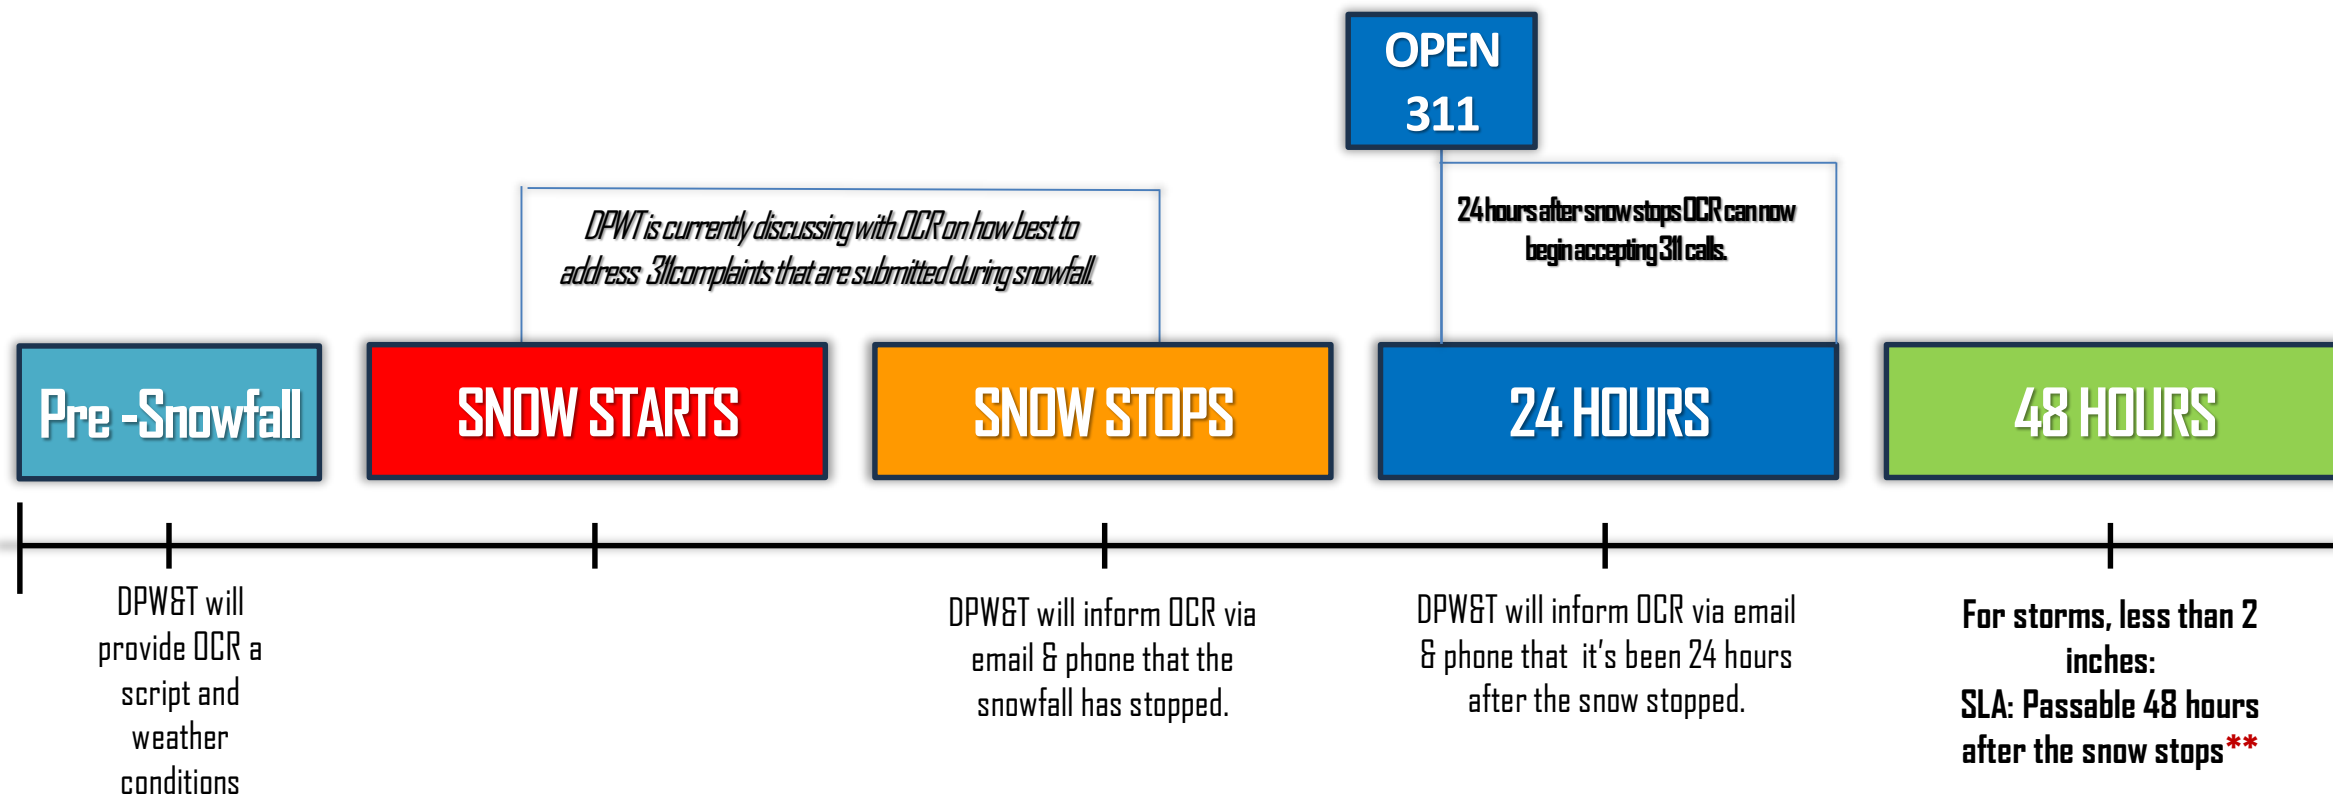 OPEN
311
DPWT is currently discussing with OCR on how best to
address 311complaints that are submitted during snowfall.
24 hours after snow stops OCR can now
begin accepting 311 calls.
Pre -Snowfall
SNOW STARTS
SNOW STOPS
24 HOURS
48 HOURS
DPW&T will
provide OCR a
script and
weather
conditions
DPW&T will inform OCR via
email & phone that the
snowfall has stopped.
DPW&T will inform OCR via email
& phone that it's been 24 hours
after the snow stopped.
For storms, less than 2
inches:
SLA: Passable 48 hours
after the snow stops**